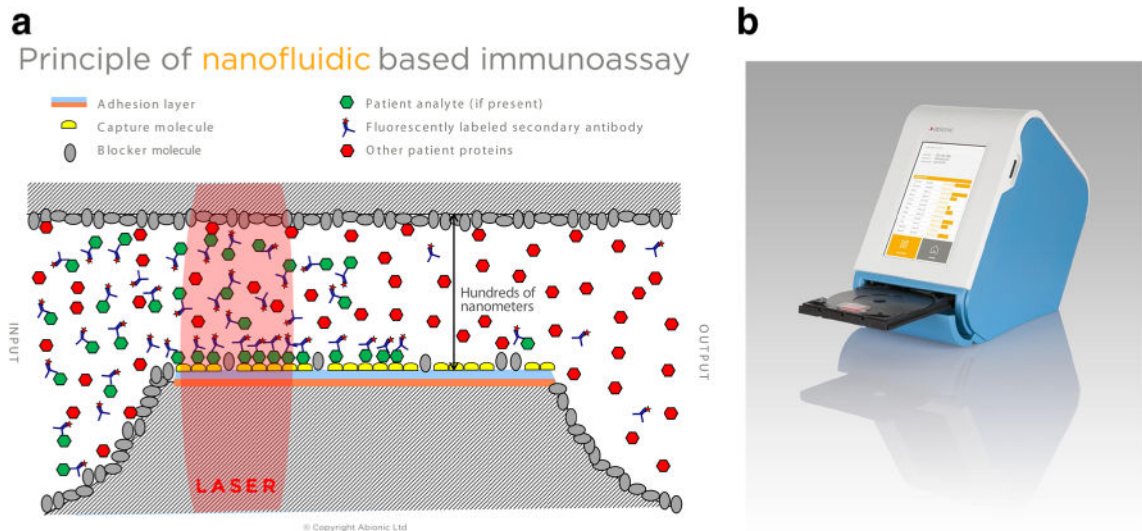 a
b
Principle of nanofluidic based immunoassay
Adhesion layer
Capture molecule
Blocker molecule
Patient analyte (if present)
Fluorescently labeled secondary antibody
Other patient proteins
INPUT
Hundreds of
nanometers
OUTPUT
LASER
© Copyright Abionic Ltd
ABIONIC